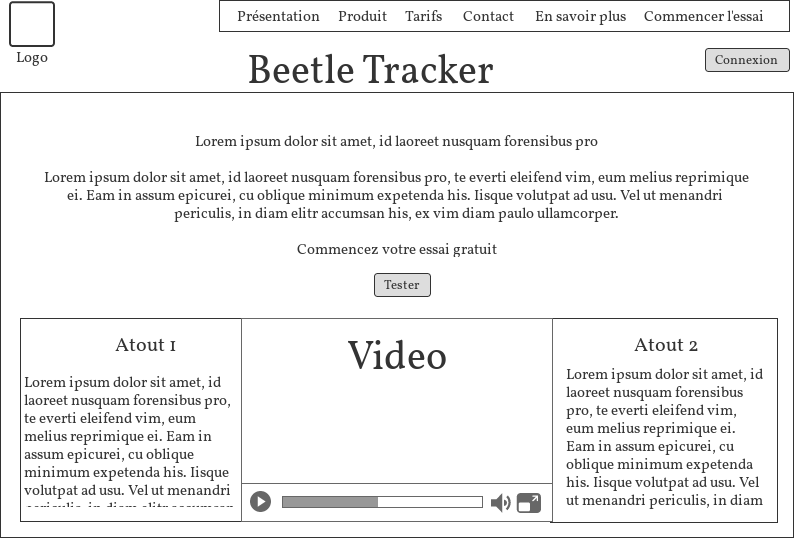 Présentation Produit Tarifs Contact En savoir plus Commencer l'essai
Logo
Beetle Tracker
Connexion
Lorem ipsum dolor sit amet, id laoreet nusquam forensibus pro
Lorem ipsum dolor sit amet, id laoreet nusquam forensibus pro, te everti eleifend vim, eum melius reprimique
ei. Eam in assum epicurei, cu oblique minimum expetenda his. Iisque volutpat ad usu. Vel ut menandri
periculis, in diam elitr accumsan his, ex vim diam paulo ullamcorper.
Commencez votre essai gratuit
Tester
Atout 1
Lorem ipsum dolor sit amet, id
laoreet nusquam forensibus pro,
te everti eleifend vim, eum
melius reprimique ei. Eam in
assum epicurei, cu oblique
minimum expetenda his. Iisque
volutpat ad usu. Vel ut menandri
periculis, in diam elitr accumsan
Video
Atout 2
Lorem ipsum dolor sit amet, id
laoreet nusquam forensibus
pro, te everti eleifend vim,
eum melius reprimique ei.
Eam in assum epicurei, cu
oblique minimum expetenda
his. Iisque volutpat ad usu. Vel
ut menandri periculis, in diam